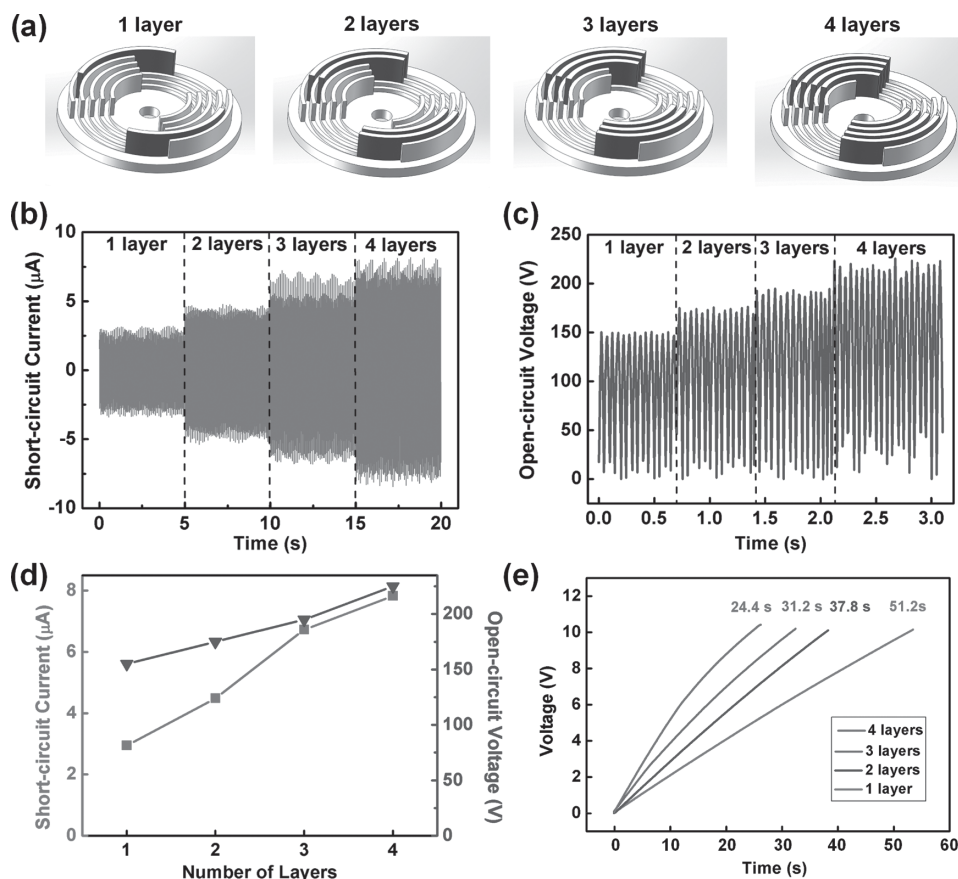 (a)
1 layer 2 layers 3 layers 4 layers
(b)
Short-circuit Current (μA)
10
5
0
-5
-10
1 layer 2 layers 3 layers 4 layers
0 5 10 15 20
Time (s)
(c)
Open-circuit Voltage (V)
250
200
150
100
50
0
1 layer 2 layers 3 layers 4 layers
0.0 0.5 1.0 1.5 2.0 2.5 3.0
Time (s)
(d)
Short-circuit Current (μA)
8
6
4
2
0
1 2 3 4
Number of Layers
200
150
100
50
0
Open-circuit Voltage (V)
(e)
Voltage (V)
12
10
8
6
4
2
0
24.4 s 31.2 s 37.8 s 51.2s
4 layers
3 layers
2 layers
1 layer
0 10 20 30 40 50 60
Time (s)